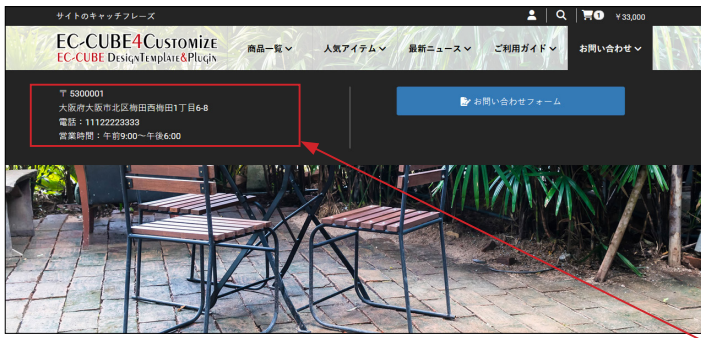 サイトのキャッチフレーズ
1 ￥33,000
EC-CUBE4CUSTOMIZE
EC-CUBE DESIGNTEMPLATE&PLUGIN
商品一覧 人気アイテム 最新ニュース ご利用ガイド お問い合わせ
〒5300001
大阪府大阪市北区梅田西梅田1丁目6-8
電話：11122223333
営業時間：午前9:00～午後6:00
お問い合わせフォーム